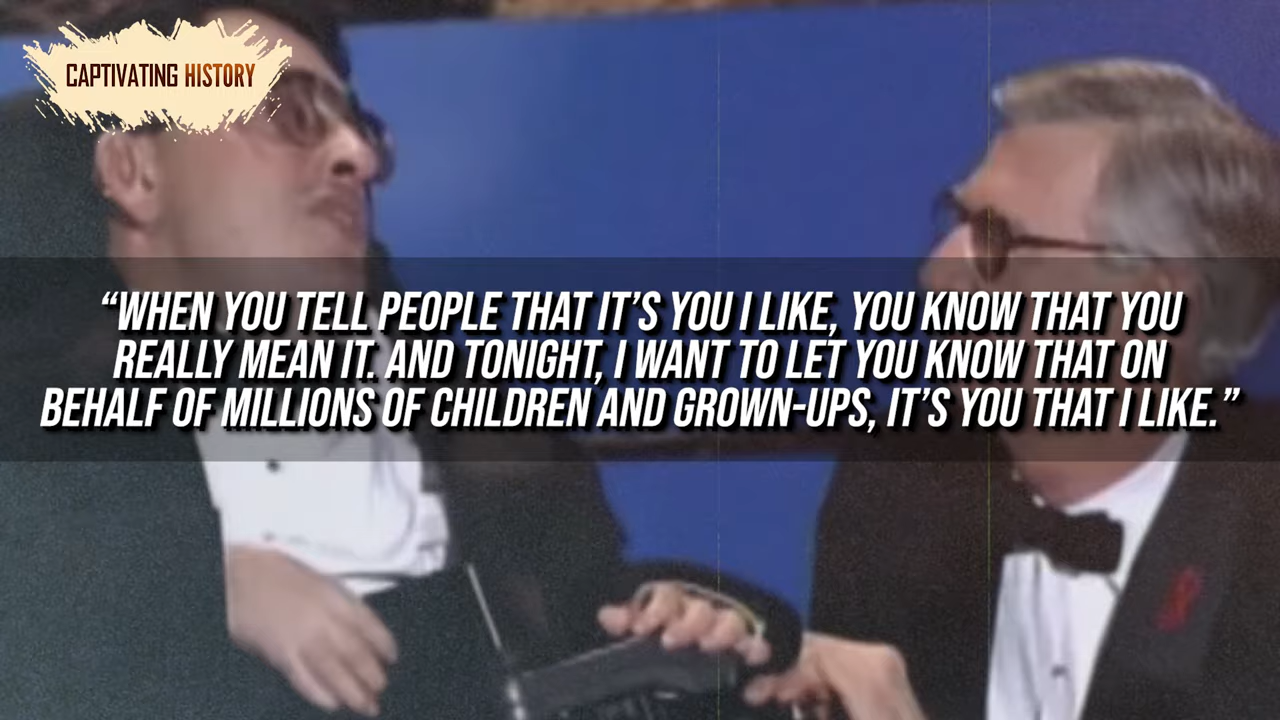 CAPTIVATING HISTORY
“WHEN YOU TELL PEOPLE THAT IT’S YOU I LIKE, YOU KNOW THAT YOU
REALLY MEAN IT. AND TONIGHT, I WANT TO LET YOU KNOW THAT ON
BEHALF OF MILLIONS OF CHILDREN AND GROWN-UPS, IT’S YOU THAT I LIKE.”